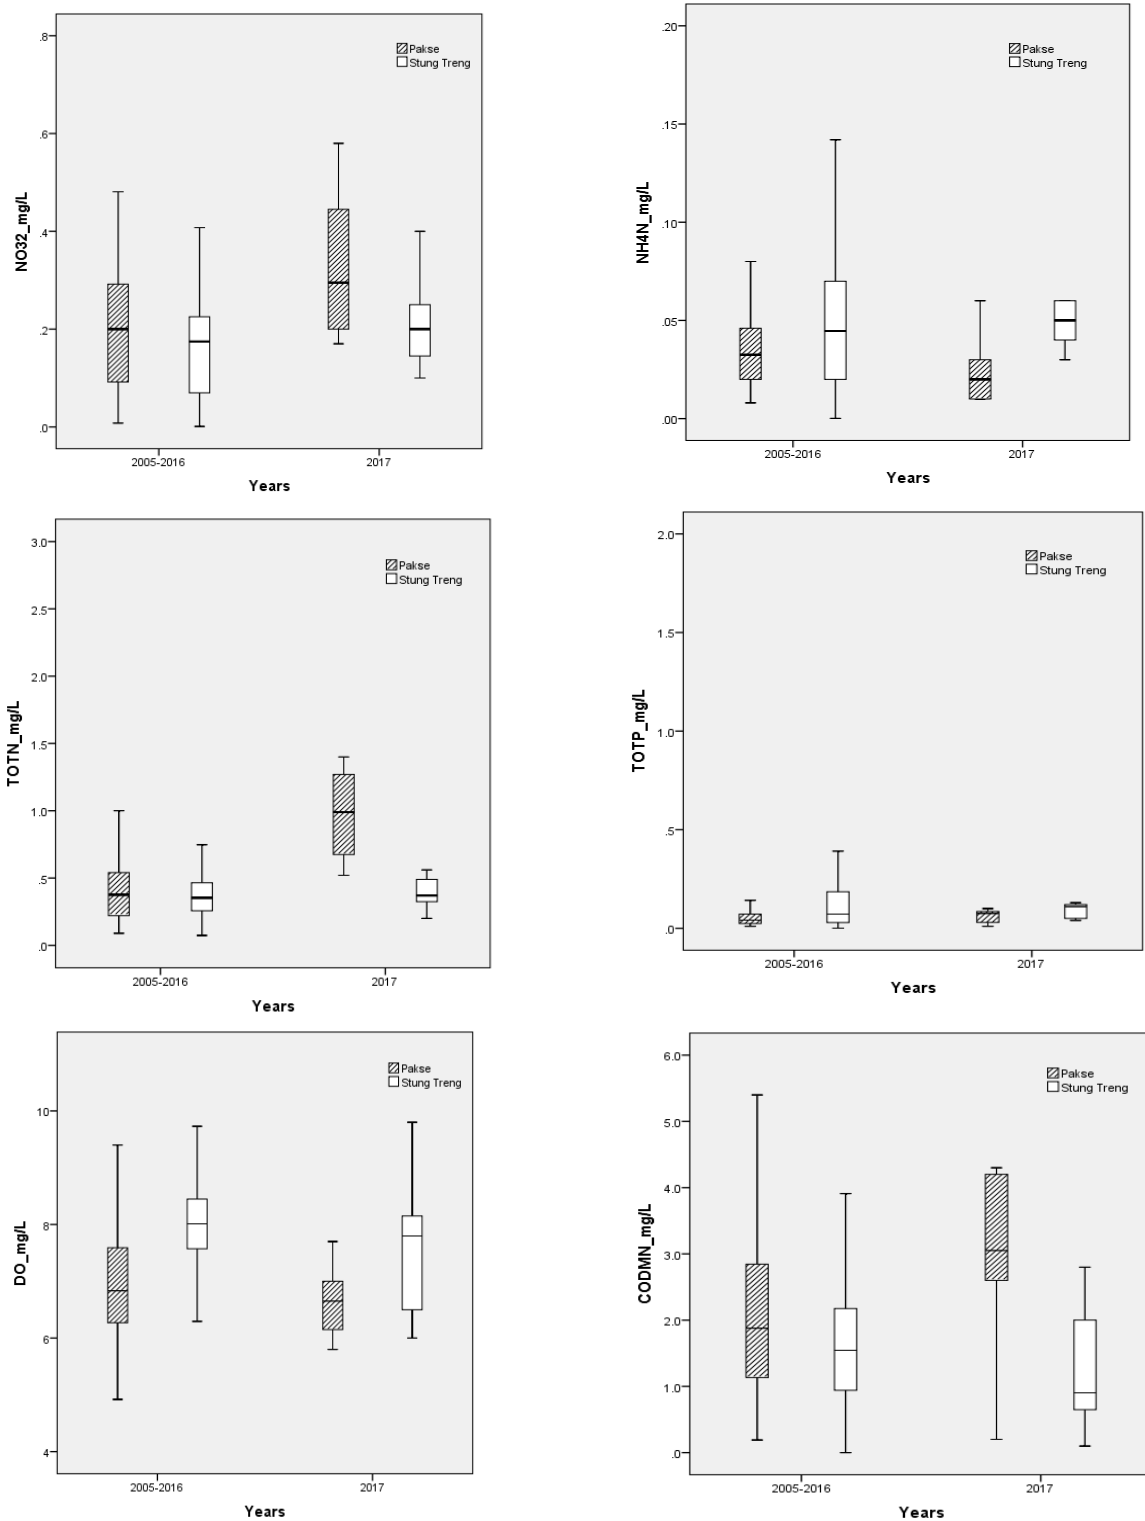 .8
.6
.4
.2
.0
NO32_mg/L
Pakse
Stung Treng
2005-2016
2017
Years
.20
.15
.10
.05
.00
NH4N_mg/L
Pakse
Stung Treng
2005-2016
2017
Years
3.0
2.5
2.0
1.5
1.0
.5
.0
TOTN_mg/L
Pakse
Stung Treng
2005-2016
2017
Years
2.0
1.5
1.0
.5
.0
TOTP_mg/L
Pakse
Stung Treng
2005-2016
2017
Years
10
8
6
4
DO_mg/L
Pakse
Stung Treng
2005-2016
2017
Years
6.0
5.0
4.0
3.0
2.0
1.0
.0
CODMN_mg/L
Pakse
Stung Treng
2005-2016
2017
Years